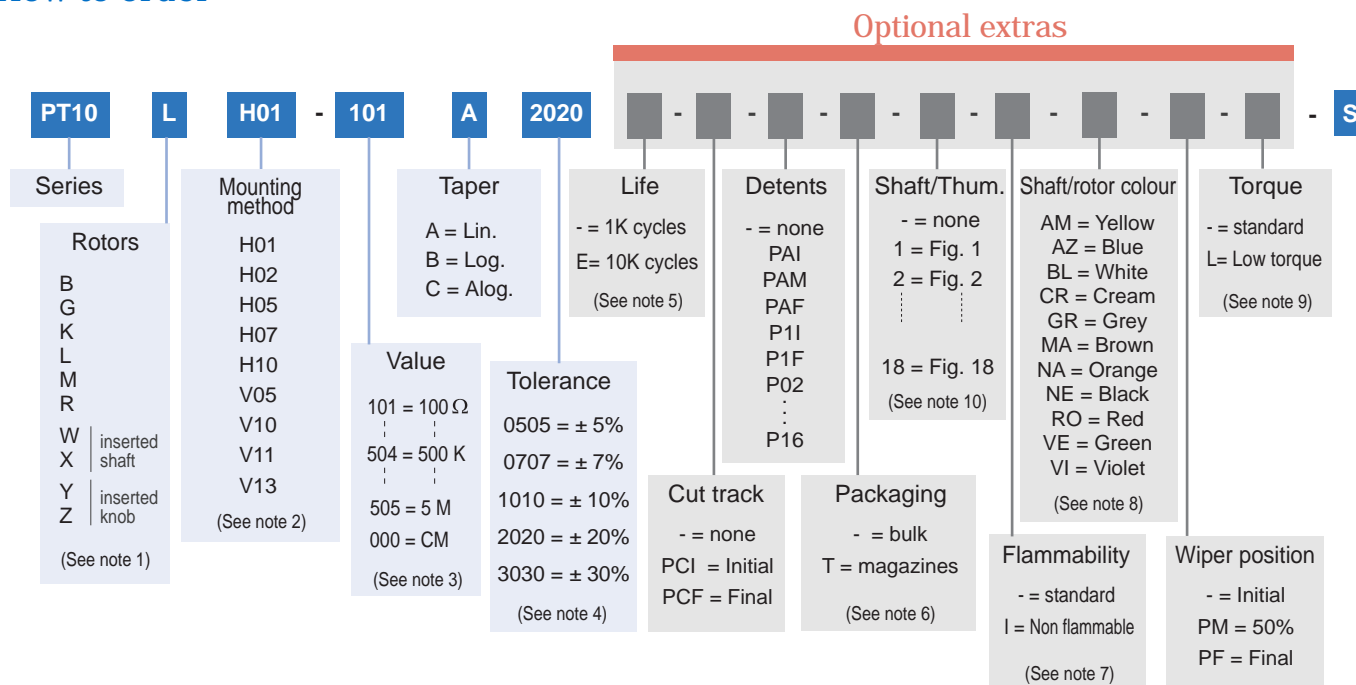 How to order
Optional extras
PT10 L H01 - 101 A 2020 - - - - - - - - - S
Series
Rotors
B
G
K
L
M
R
W inserted
X shaft
Y inserted
Z knob
(See note 1)
Mounting
method
H01
H02
H05
H07
H10
V05
V10
V11
V13
(See note 2)
Value
101 = 100 Ω
504 = 500 K
505 = 5 M
000 = CM
(See note 3)
Taper
A = Lin.
B = Log.
C = Alog.
Tolerance
0505 = ± 5%
0707 = ± 7%
1010 = ± 10%
2020 = ± 20%
3030 = ± 30%
(See note 4)
Life
- = 1K cycles
E= 10K cycles
(See note 5)
Cut track
- = none
PCI = Initial
PCF = Final
Detents
- = none
PAI
PAM
PAF
P1I
P1F
P02
:
P16
Packaging
- = bulk
T = magazines
(See note 6)
Shaft/Thum.
- = none
1 = Fig. 1
2 = Fig. 2
18 = Fig. 18
(See note 10)
Flammability
- = standard
I = Non flammable
(See note 7)
Shaft/rotor colour
AM = Yellow
AZ = Blue
BL = White
CR = Cream
GR = Grey
MA = Brown
NA = Orange
NE = Black
RO = Red
VE = Green
VI = Violet
(See note 8)
Wiper position
- = Initial
PM = 50%
PF = Final
Torque
- = standard
L= Low torque
(See note 9)